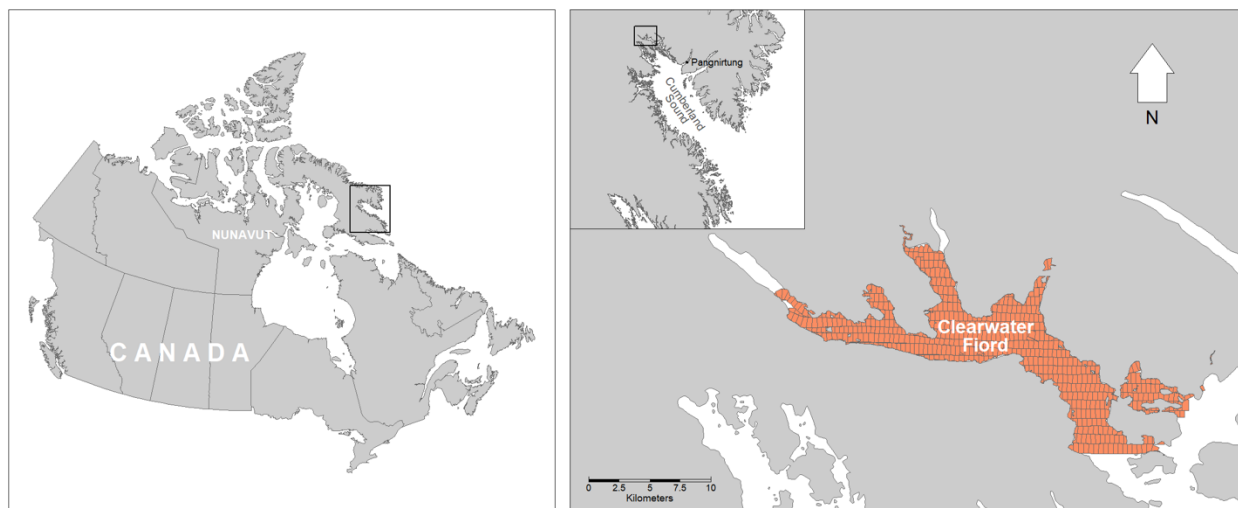 NUNAVUT
CANADA
Pangnirtung
Cumberland
Sound
N
Clearwater
Fiord
0 2.5 5 7.5 10
Kilometers